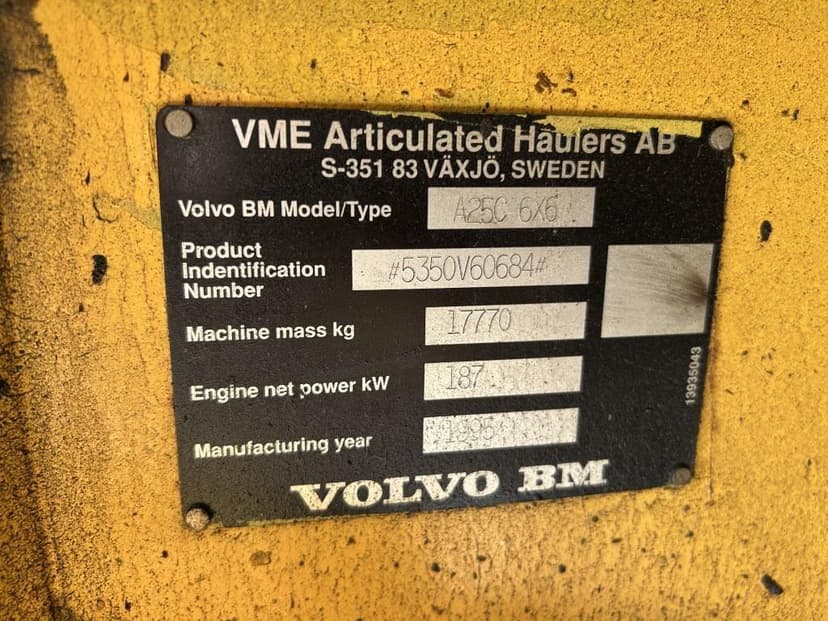 VME Articulated Haulers AB
S-351 83 VÄXJÖ, SWEDEN
Volvo BM Model/Type A25C 6X6
Product
Indentification
Number #5350V60684#
Machine mass kg 17770
Engine net power kW 187
Manufacturing year 1995
13935043
VOLVO BM